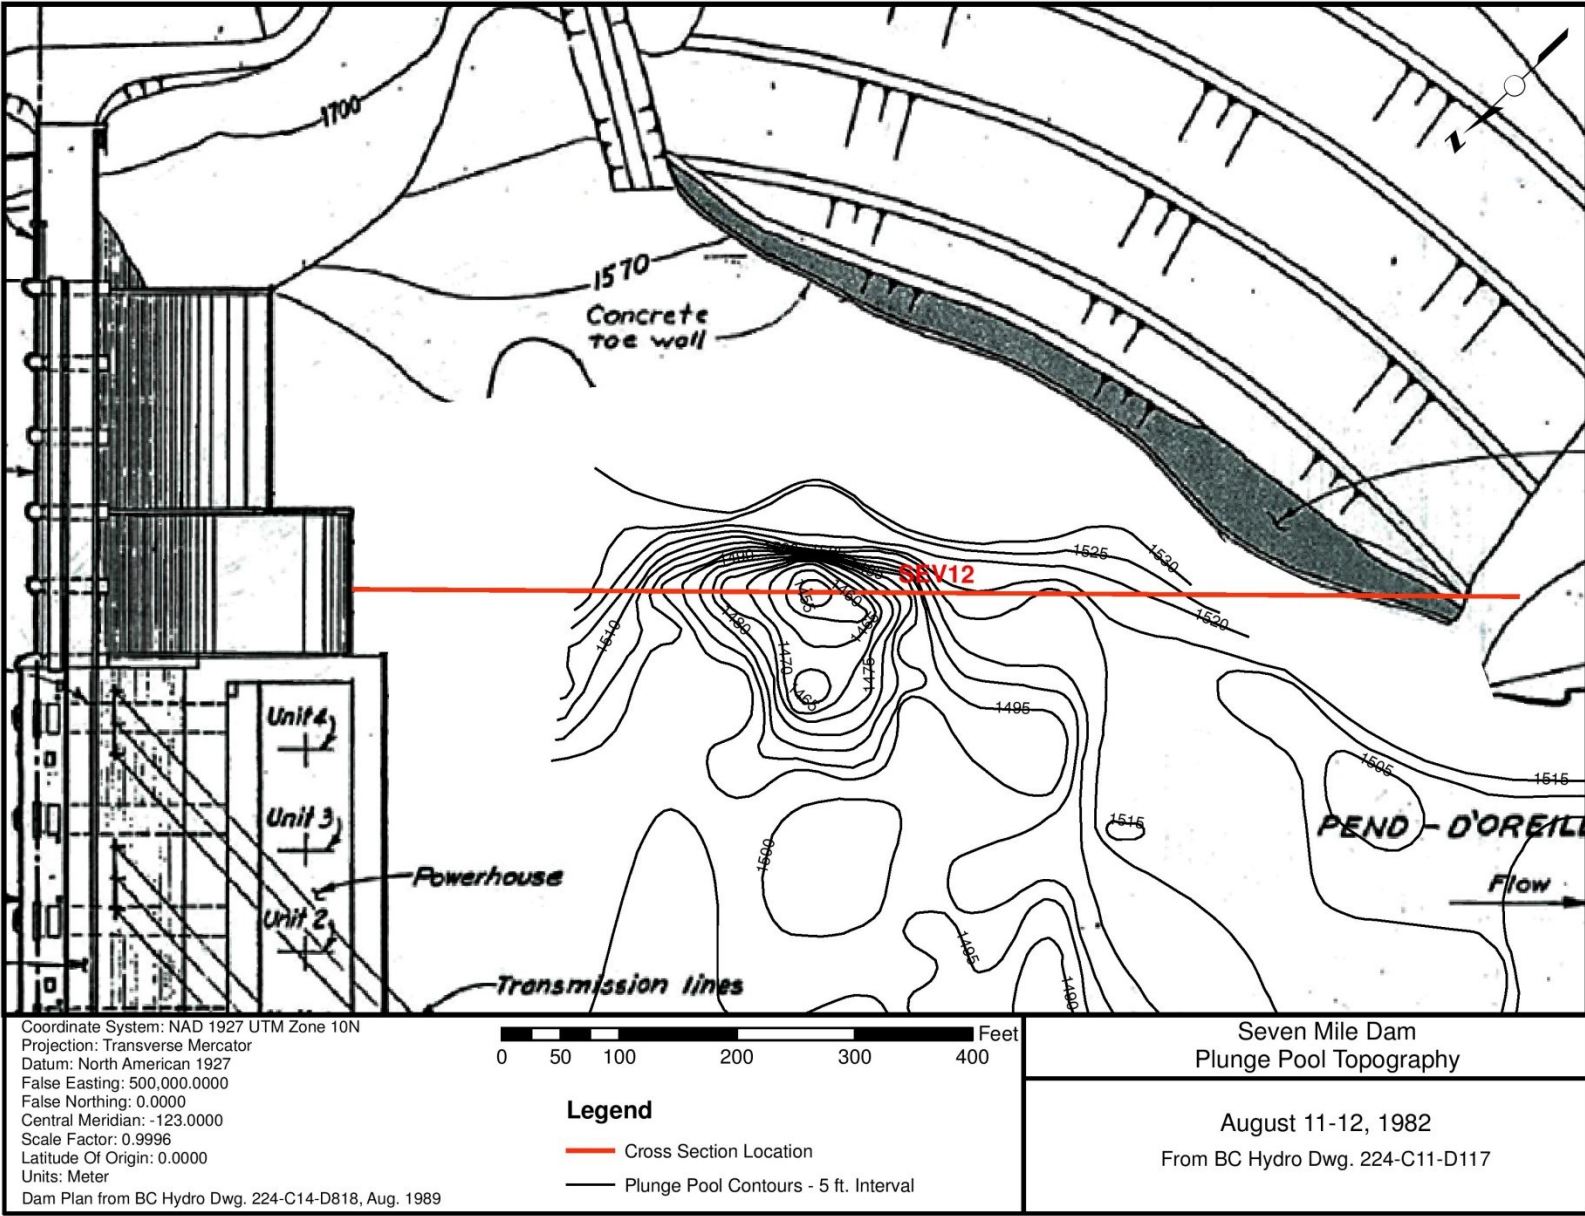 1700
N
1570
Concrete
toe wall
1525
1530
1490
SEV12
1455
1460
1465
1480
1520
1510
1470
1475
1465
1495
Unit 4
1505
1515
Unit 3
1515
PEND - D'OREILL
1500
Powerhouse
Flow
Unit 2
1495
Transmission lines
1490
Coordinate System: NAD 1927 UTM Zone 10N
Projection: Transverse Mercator
Datum: North American 1927
False Easting: 500,000.0000
False Northing: 0.0000
Central Meridian: -123.0000
Scale Factor: 0.9996
Latitude Of Origin: 0.0000
Units: Meter
Dam Plan from BC Hydro Dwg. 224-C14-D818, Aug. 1989
Feet
0 50 100 200 300 400
Legend
Cross Section Location
Plunge Pool Contours - 5 ft. Interval
Seven Mile Dam
Plunge Pool Topography
August 11-12, 1982
From BC Hydro Dwg. 224-C11-D117